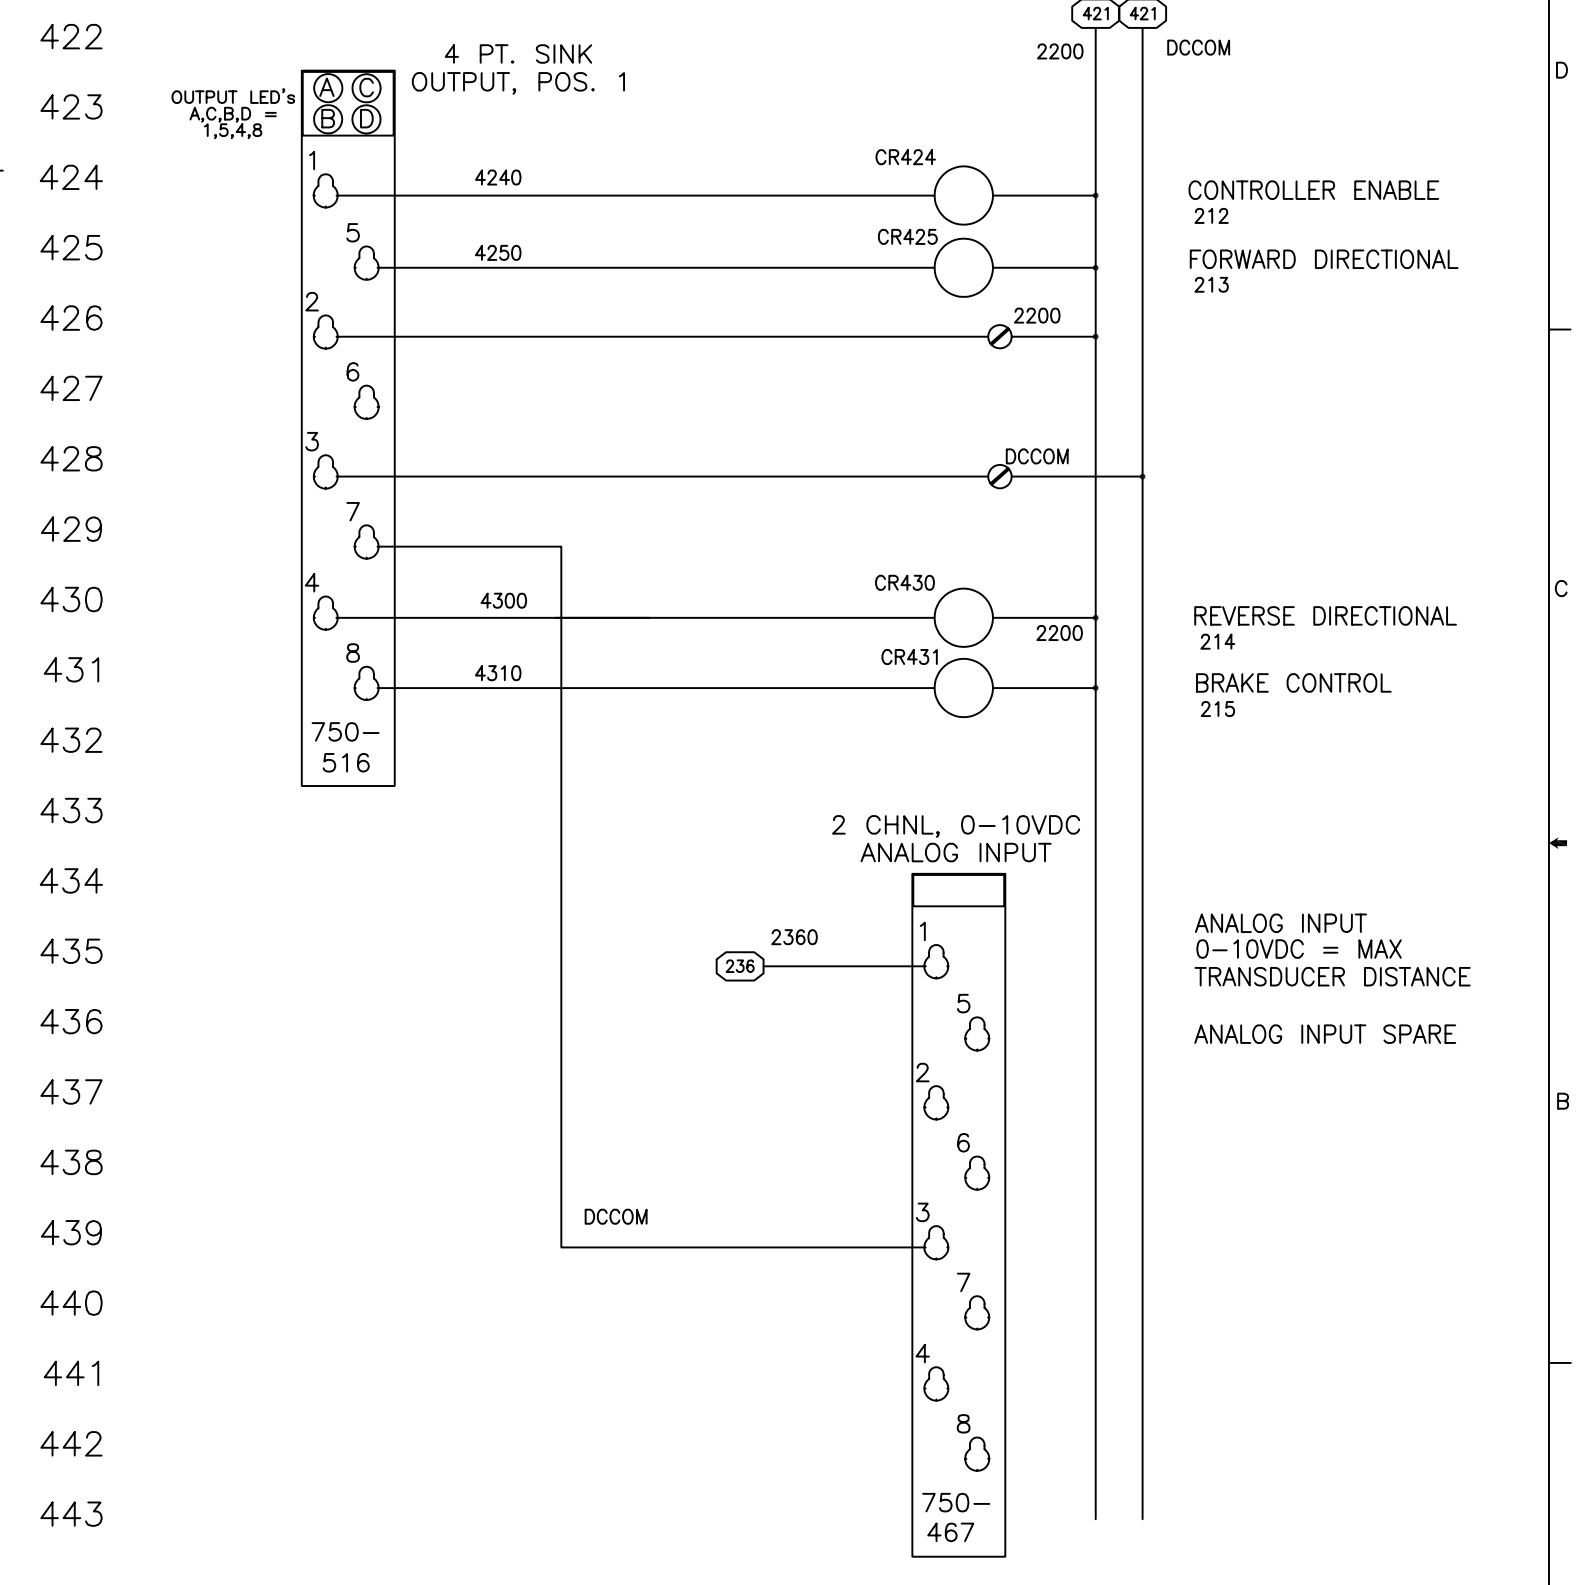 421 421
422
2200 DCCOM
4 PT. SINK
OUTPUT, POS. 1
D
OUTPUT LED's
A,C,B,D =
1,5,4,8
A C
B D
423
424
1
4240
CR424
CONTROLLER ENABLE
212
425
5
4250
CR425
FORWARD DIRECTIONAL
213
426
2
2200
427
6
428
3
DCCOM
429
7
430
4
4300
CR430
2200
REVERSE DIRECTIONAL
214
C
431
8
4310
CR431
BRAKE CONTROL
215
432
750-
516
433
2 CHNL, 0-10VDC
ANALOG INPUT
434
435
236
2360
1
ANALOG INPUT
0-10VDC = MAX
TRANSDUCER DISTANCE
436
5
ANALOG INPUT SPARE
437
2
B
438
6
439
DCCOM
3
440
7
441
4
442
8
443
750-
467